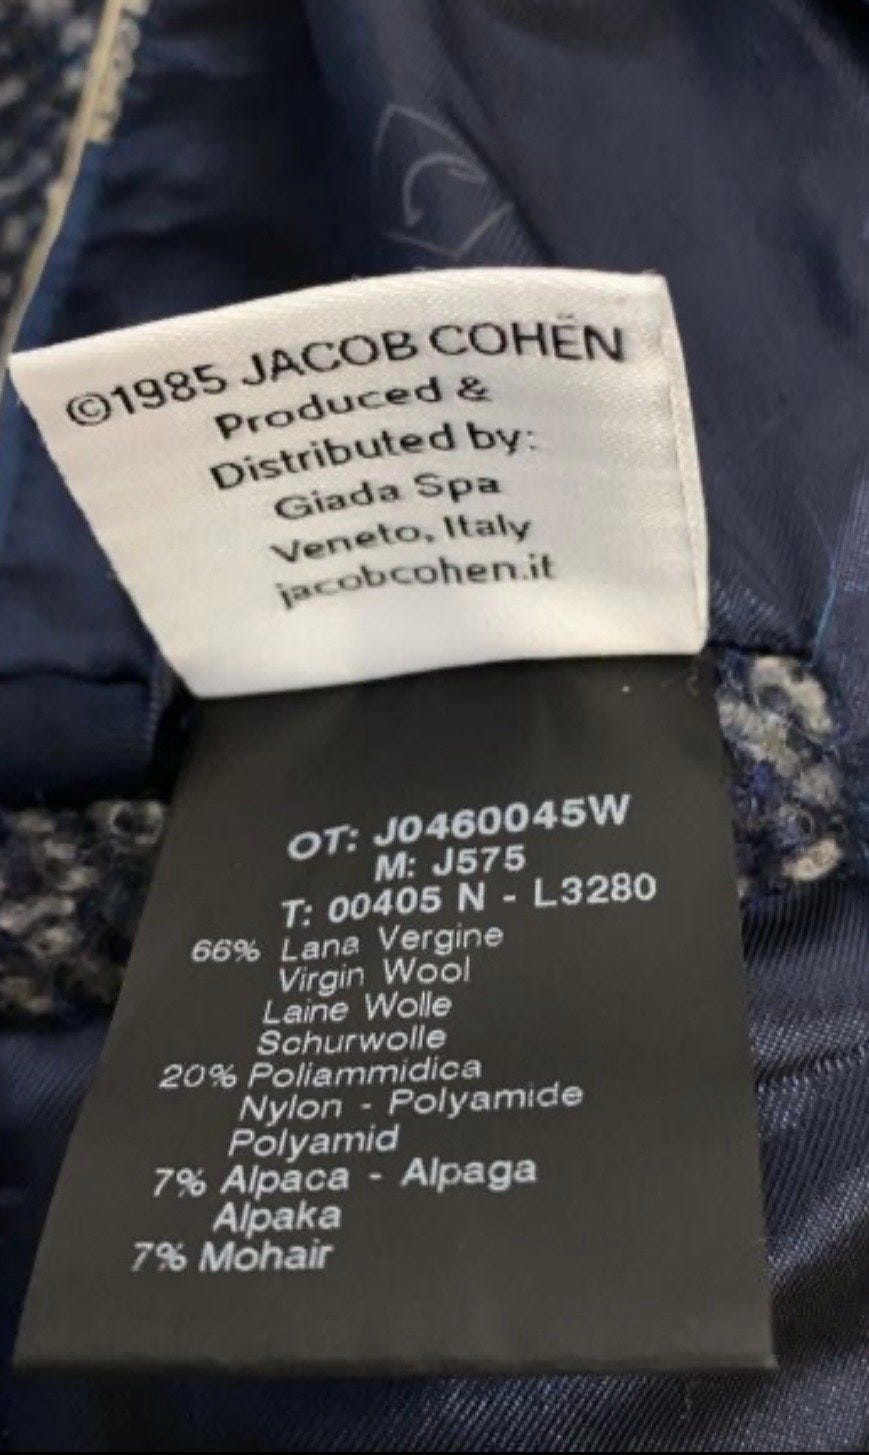 ©1985 JACOB COHËN
Produced &
Distributed by:
Giada Spa
Veneto, Italy
jacobcohen.it
OT: J0460045W
M: J575
T: 00405 N - L3280
66% Lana Vergine
Virgin Wool
Laine Wolle
Schurwolle
20% Poliammidica
Nylon - Polyamide
Polyamid
7% Alpaca - Alpaga
Alpaka
7% Mohair